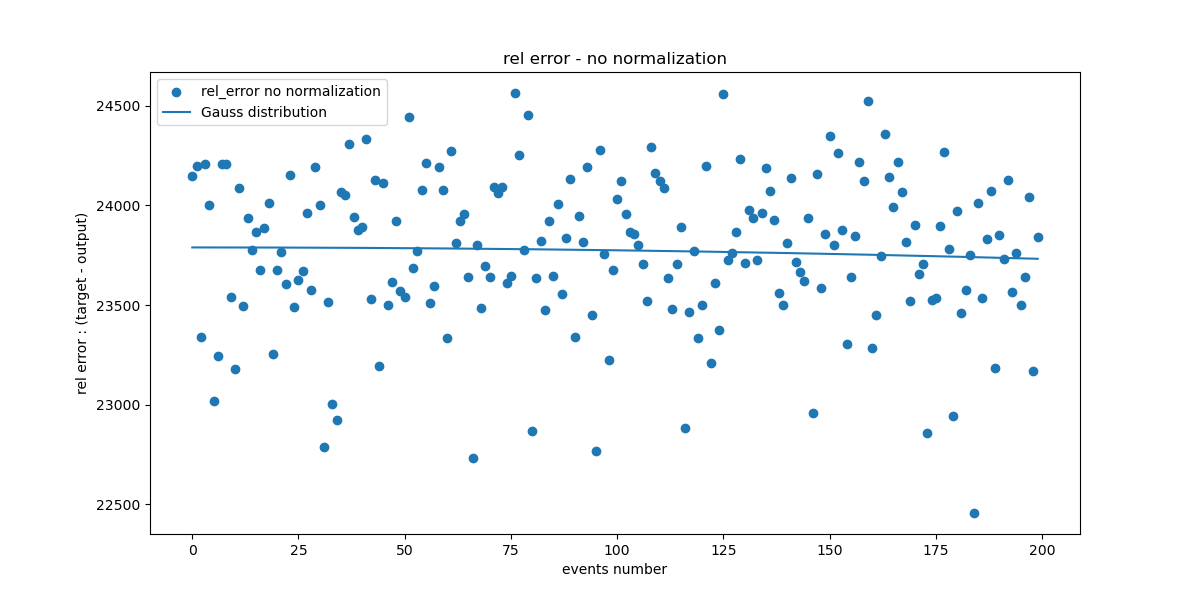 rel error - no normalization
rel_error no normalization
Gauss distribution
rel error : (target - output)
24500
24000
23500
23000
22500
0 25 50 75 100 125 150 175 200
events number